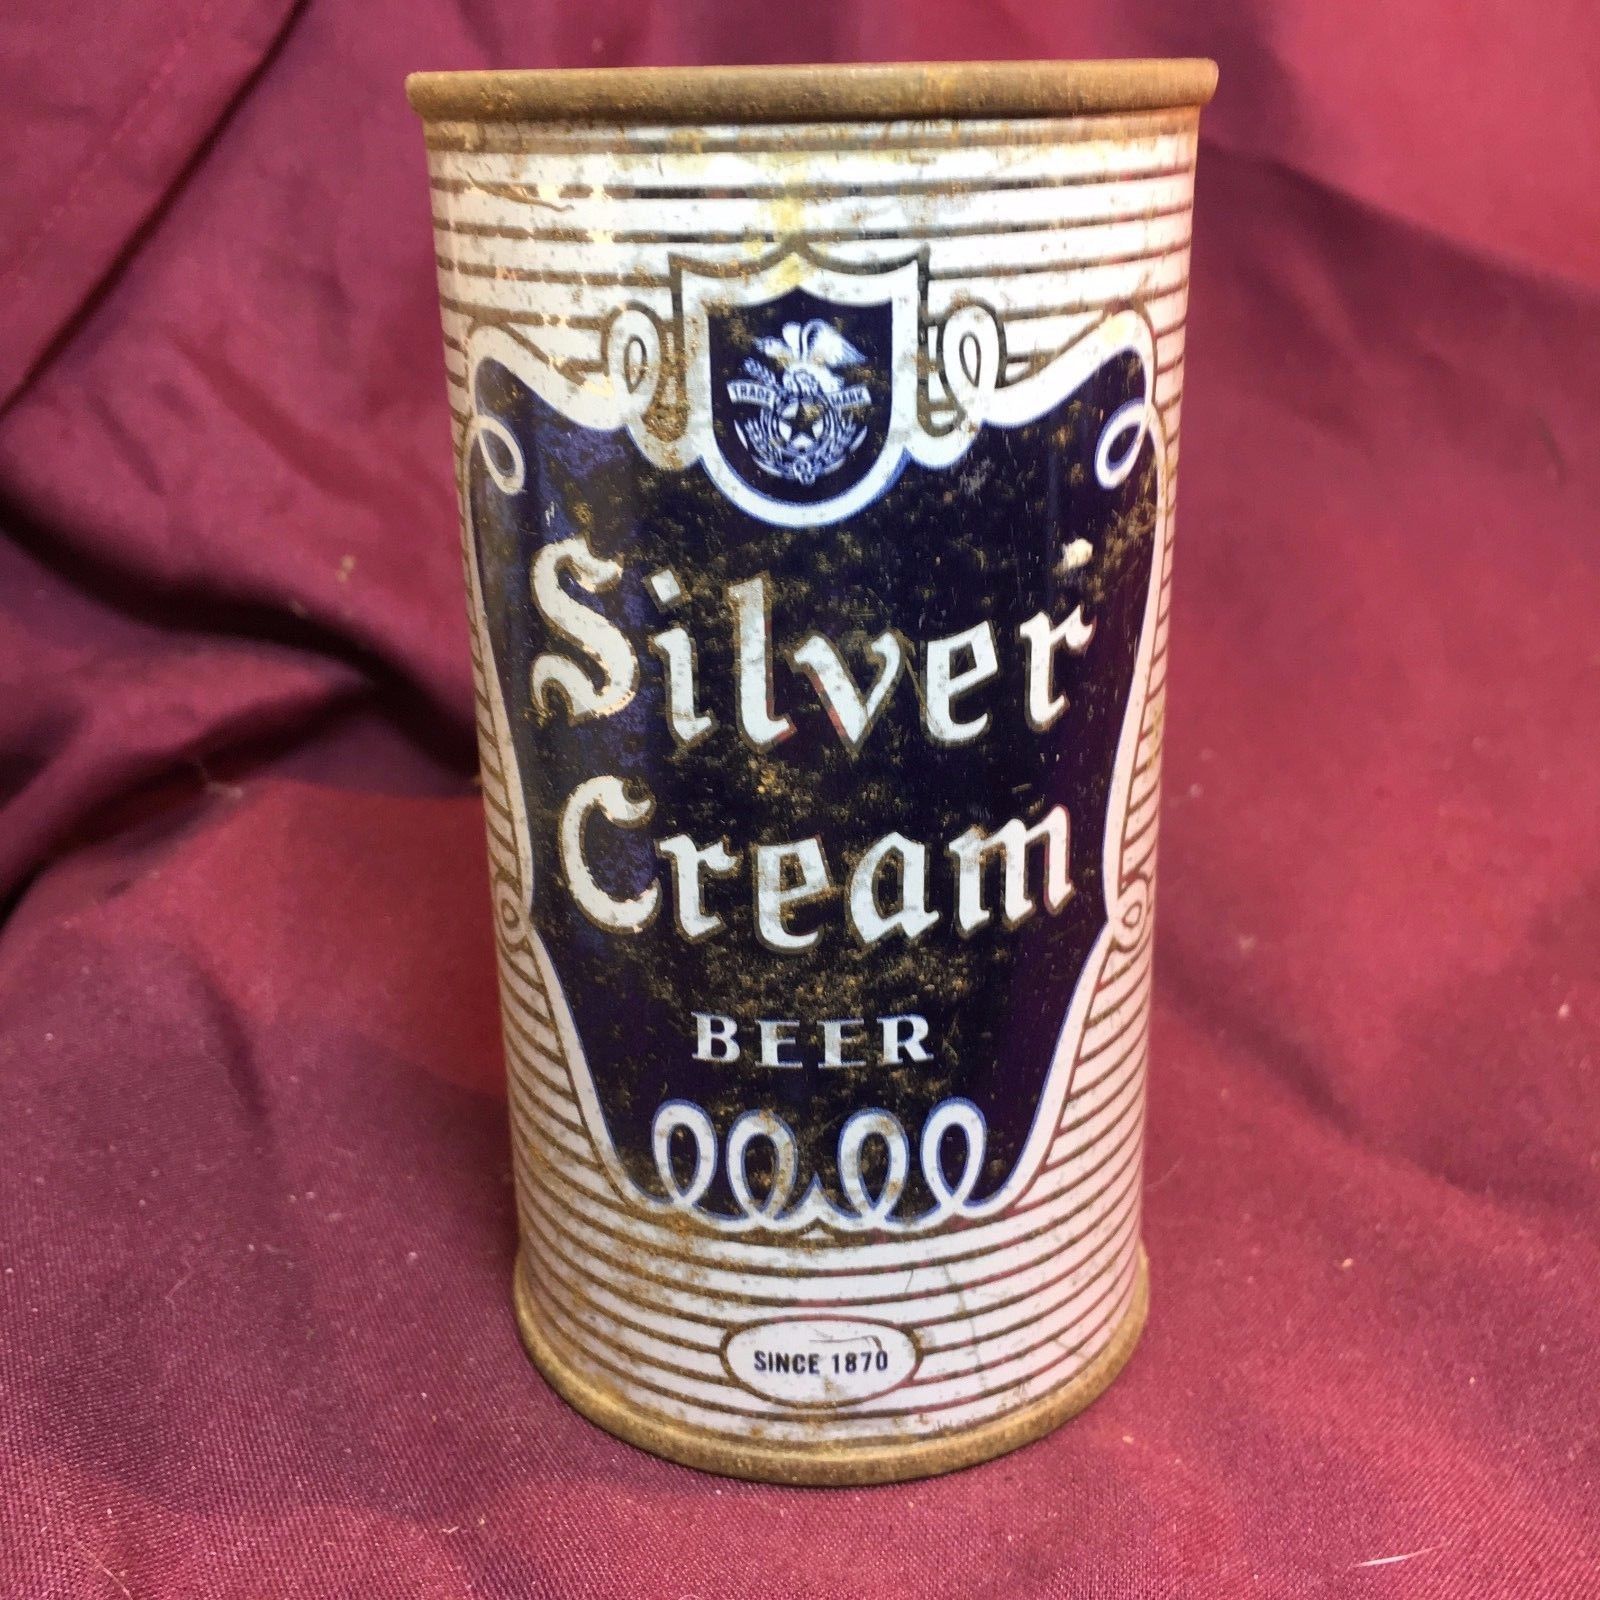 TRADE MARK
Silver
Cream
BEER
SINCE 1870